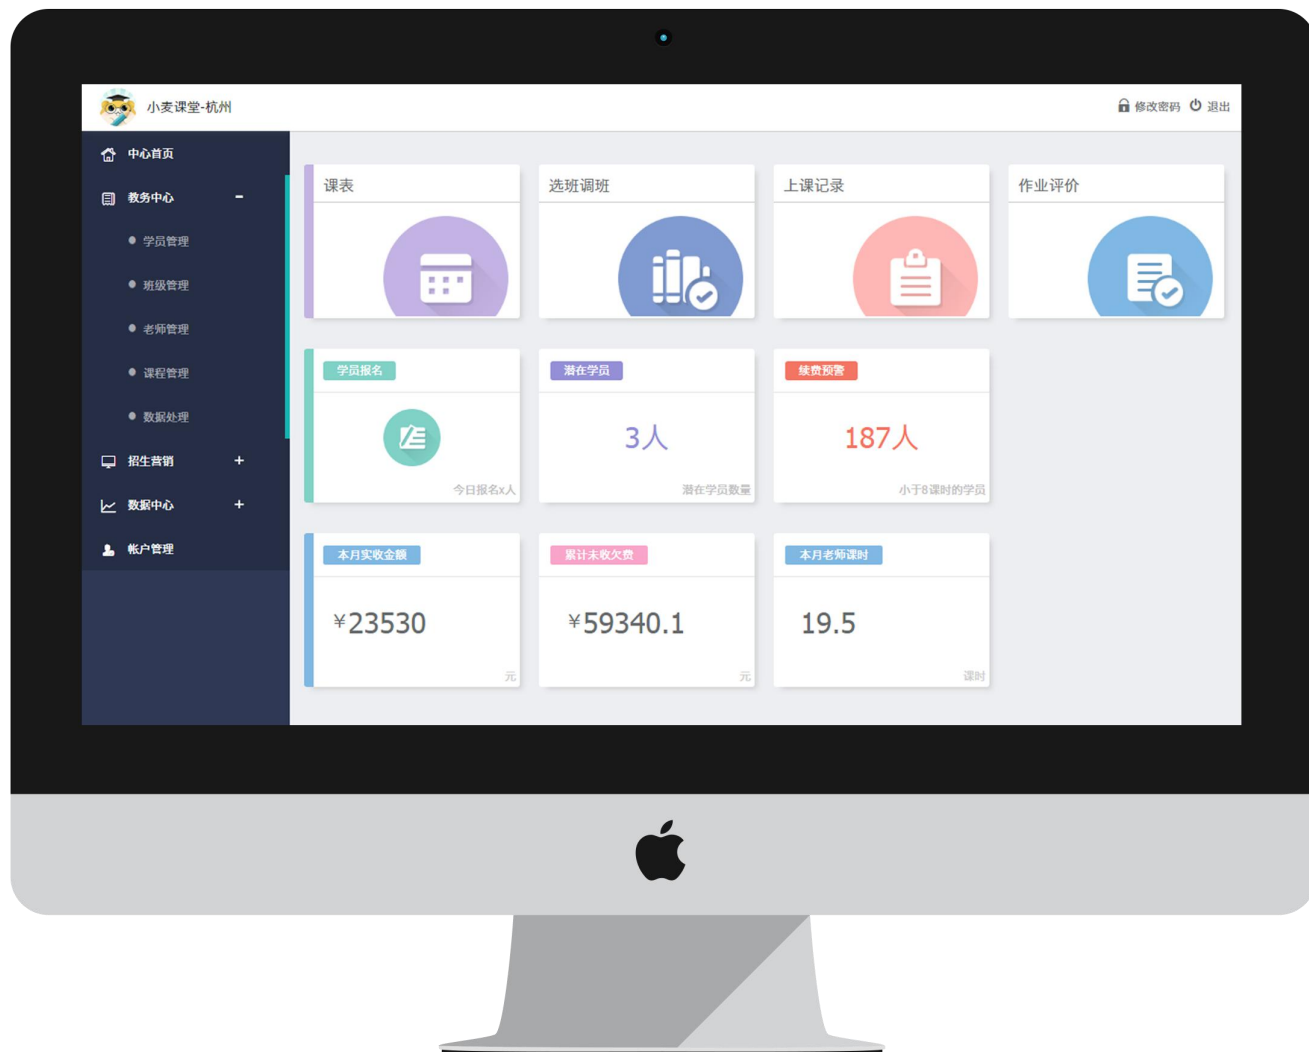 小麦课堂-杭州
修改密码 退出
中心首页
教务中心 -
学员管理
班级管理
老师管理
课程管理
数据处理
招生营销 +
数据中心 +
帐户管理
课表
选班调班
上课记录
作业评价
学员报名
今日报名x人
潜在学员
3人
潜在学员数量
续费预警
187人
小于8课时的学员
本月实收金额
¥23530
元
累计未收欠费
¥59340.1
元
本月老师课时
19.5
课时